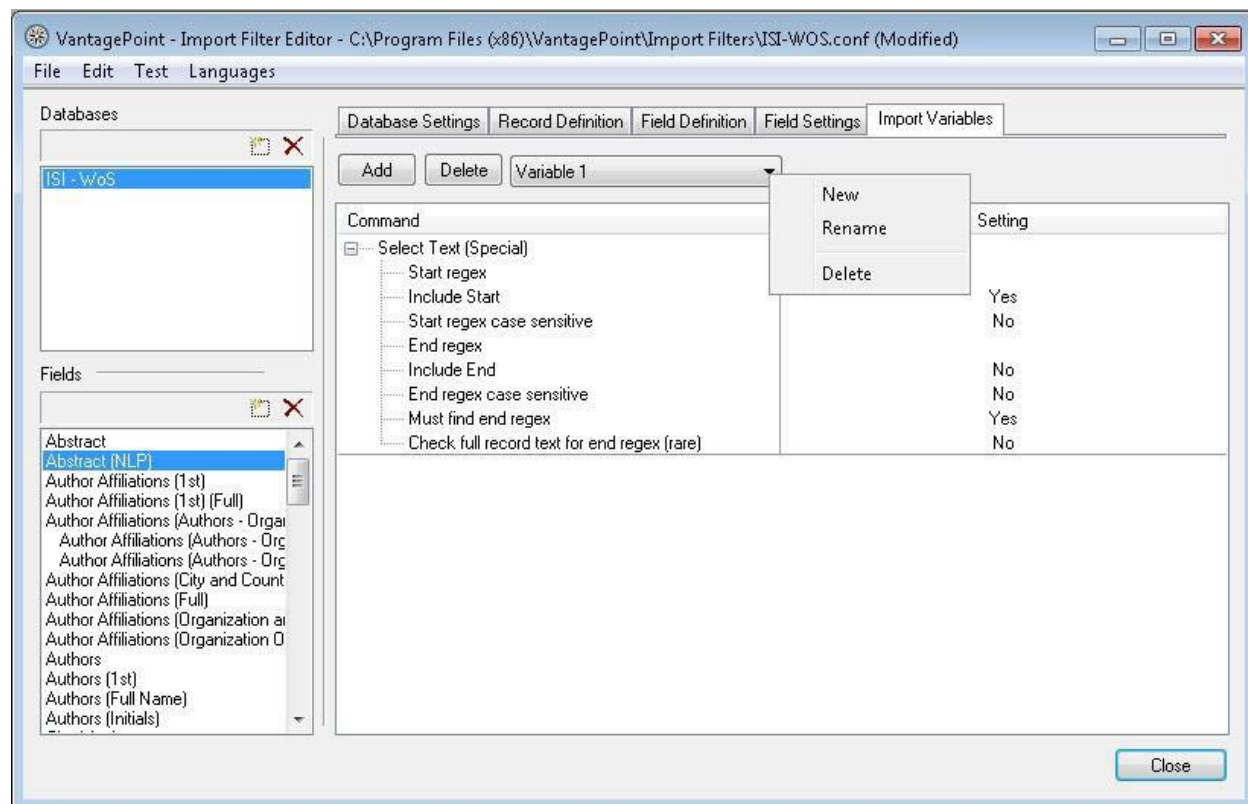 VantagePoint - Import Filter Editor - C:\Program Files (x86)\VantagePoint\Import Filters\ISI-WOS.conf (Modified)
File Edit Test Languages
Databases
ISI - WoS
Fields
Abstract
Abstract (NLP)
Author Affiliations (1st)
Author Affiliations (1st) (Full)
Author Affiliations (Authors - Organ
Author Affiliations (Authors - Org
Author Affiliations (Authors - Org
Author Affiliations (City and Count
Author Affiliations (Full)
Author Affiliations (Organization a
Author Affiliations (Organization O
Authors
Authors (1st)
Authors (Full Name)
Authors (Initials)
Database Settings Record Definition Field Definition Field Settings Import Variables
Add Delete Variable 1
New
Rename
Delete
Command Setting
Select Text (Special)
Start regex
Include Start Yes
Start regex case sensitive No
End regex
Include End No
End regex case sensitive No
Must find end regex Yes
Check full record text for end regex (rare) No
Close